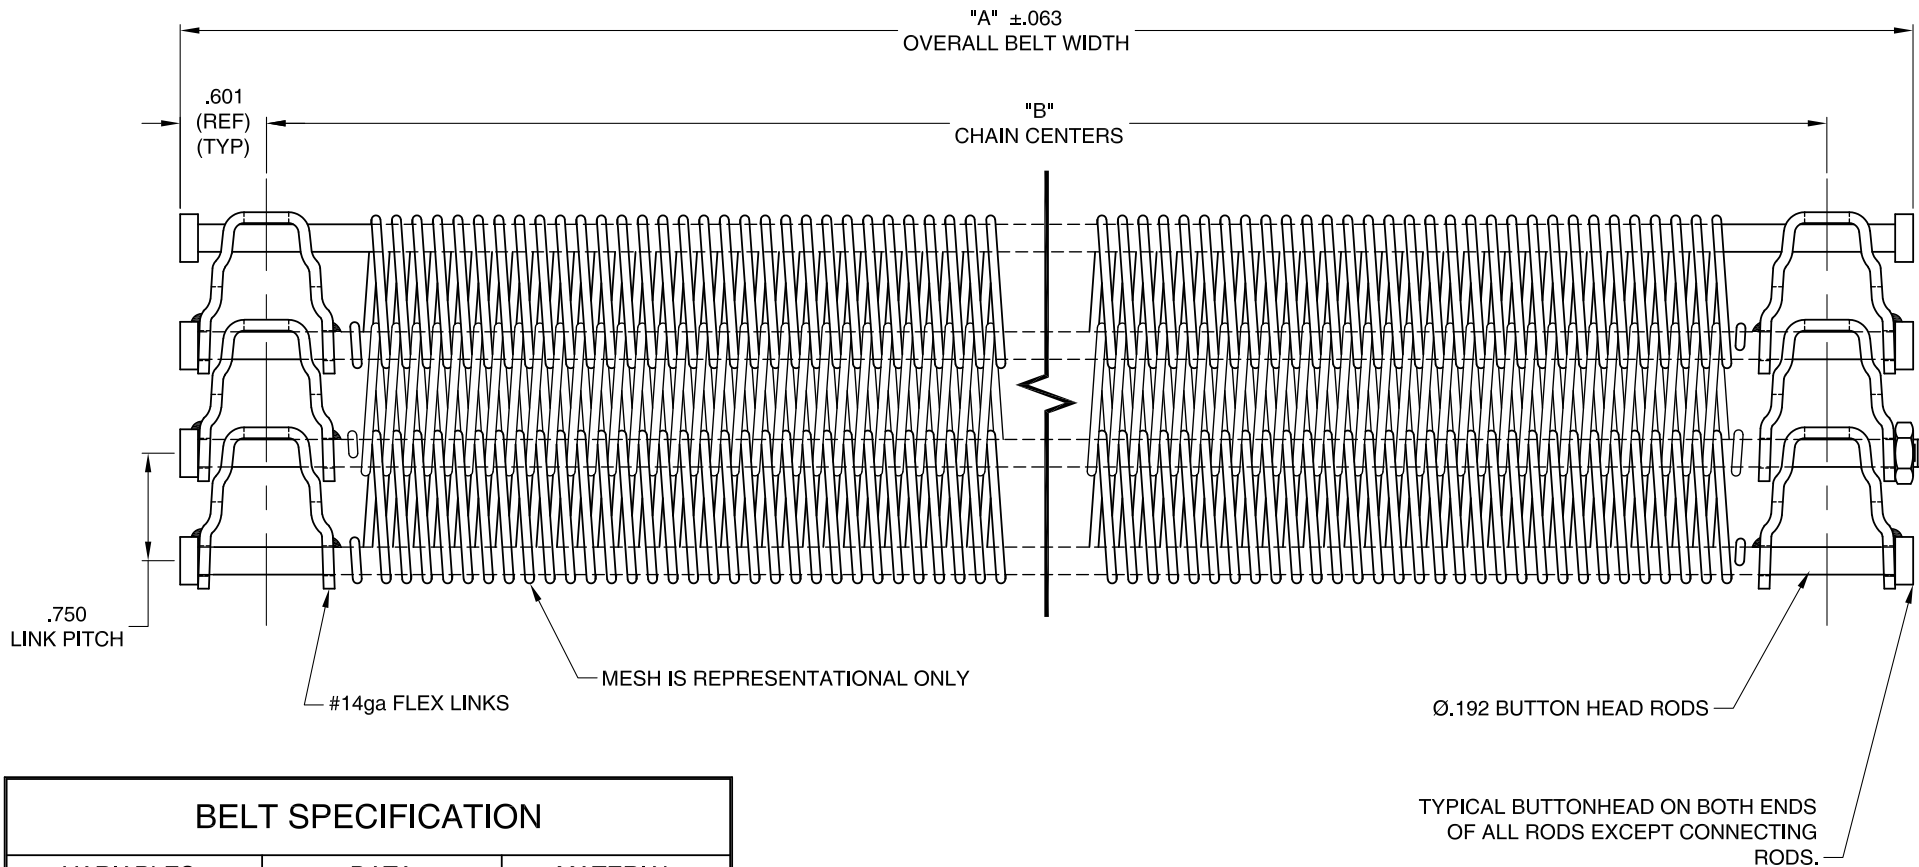 "A" ±.063
OVERALL BELT WIDTH
.601
(REF)
(TYP)
"B"
CHAIN CENTERS
.750
LINK PITCH
MESH IS REPRESENTATIONAL ONLY
#14ga FLEX LINKS
Ø.192 BUTTON HEAD RODS
TYPICAL BUTTONHEAD ON BOTH ENDS
OF ALL RODS EXCEPT CONNECTING
RODS.
BELT SPECIFICATION